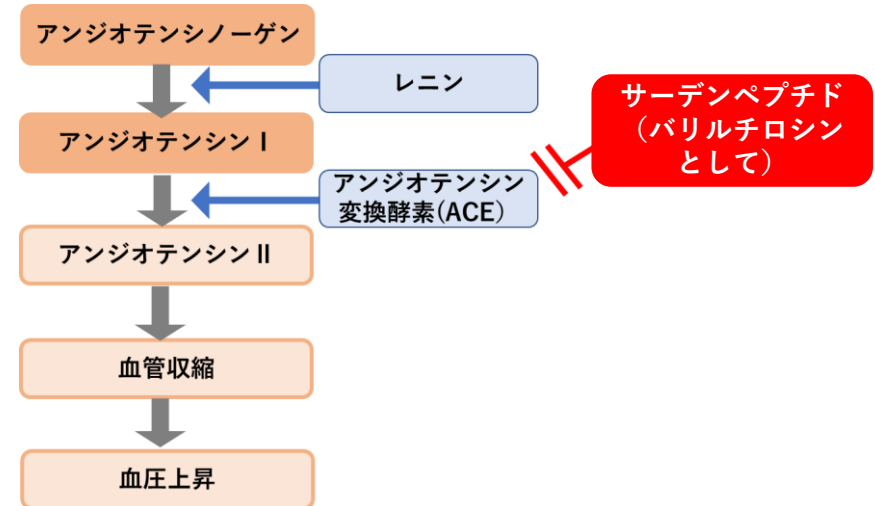 アンジオテンシノーゲン
レニン
サーデンペプチド
（バリルチロシン
として）
アンジオテンシンⅠ
アンジオテンシン
変換酵素(ACE）
アンジオテンシンⅡ
血管収縮
血圧上昇